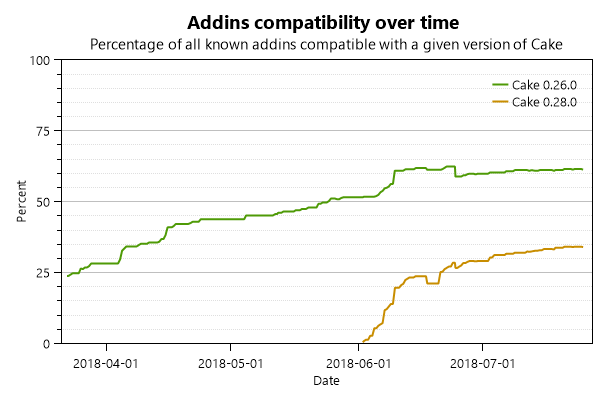 Addins compatibility over time
Percentage of all known addins compatible with a given version of Cake
100
Cake 0.26.0
Cake 0.28.0
75
Percent
50
25
0
2018-04-01 2018-05-01 2018-06-01 2018-07-01
Date